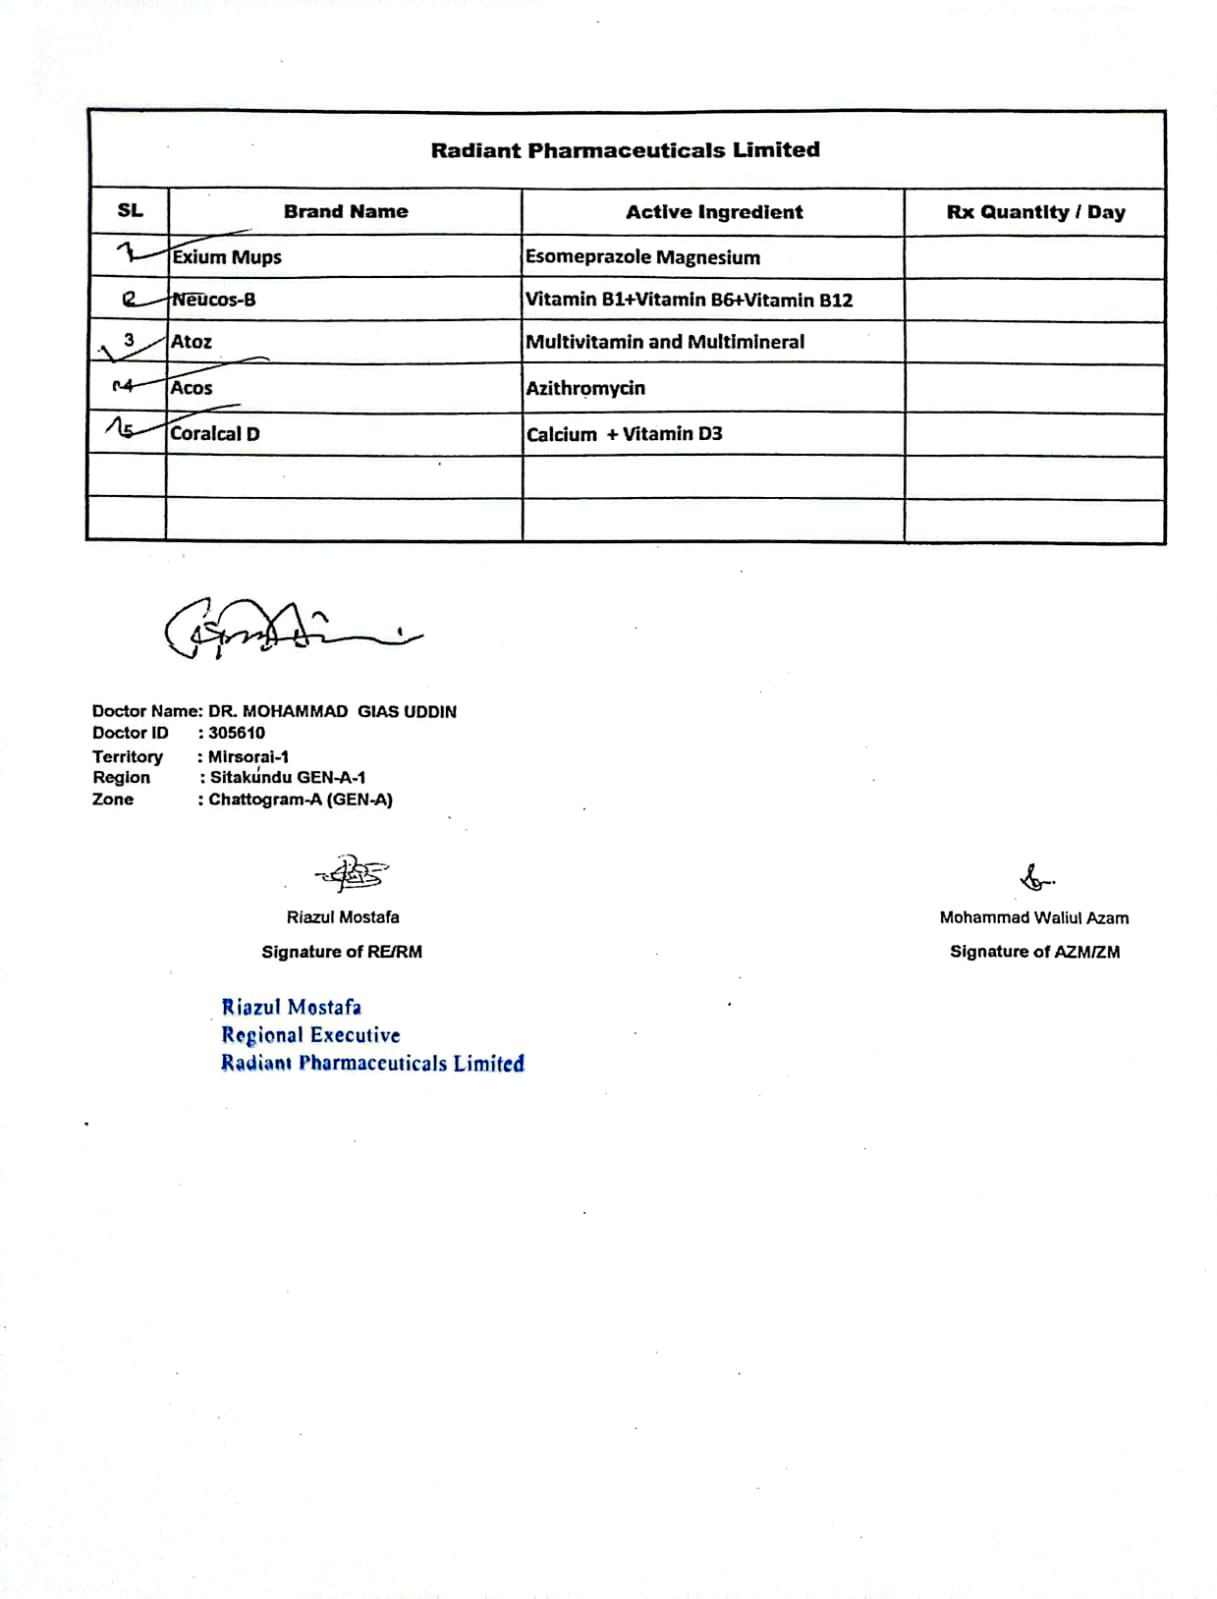 Radiant Pharmaceuticals Limited
SL Brand Name Active Ingredient Rx Quantity / Day
1 Exium Mups Esomeprazole Magnesium
2 Neucos-B Vitamin B1+Vitamin B6+Vitamin B12
3 Atoz Multivitamin and Multimineral
4 Acos Azithromycin
5 Coralcal D Calcium + Vitamin D3
Doctor Name: DR. MOHAMMAD GIAS UDDIN
Doctor ID : 305610
Territory : Mirsorai-1
Region : Sitakundu GEN-A-1
Zone : Chattogram-A (GEN-A)
Riazul Mostafa Mohammad Waliul Azam
Signature of RE/RM Signature of AZM/ZM
Riazul Mostafa
Regional Executive
Radiant Pharmaceuticals Limited